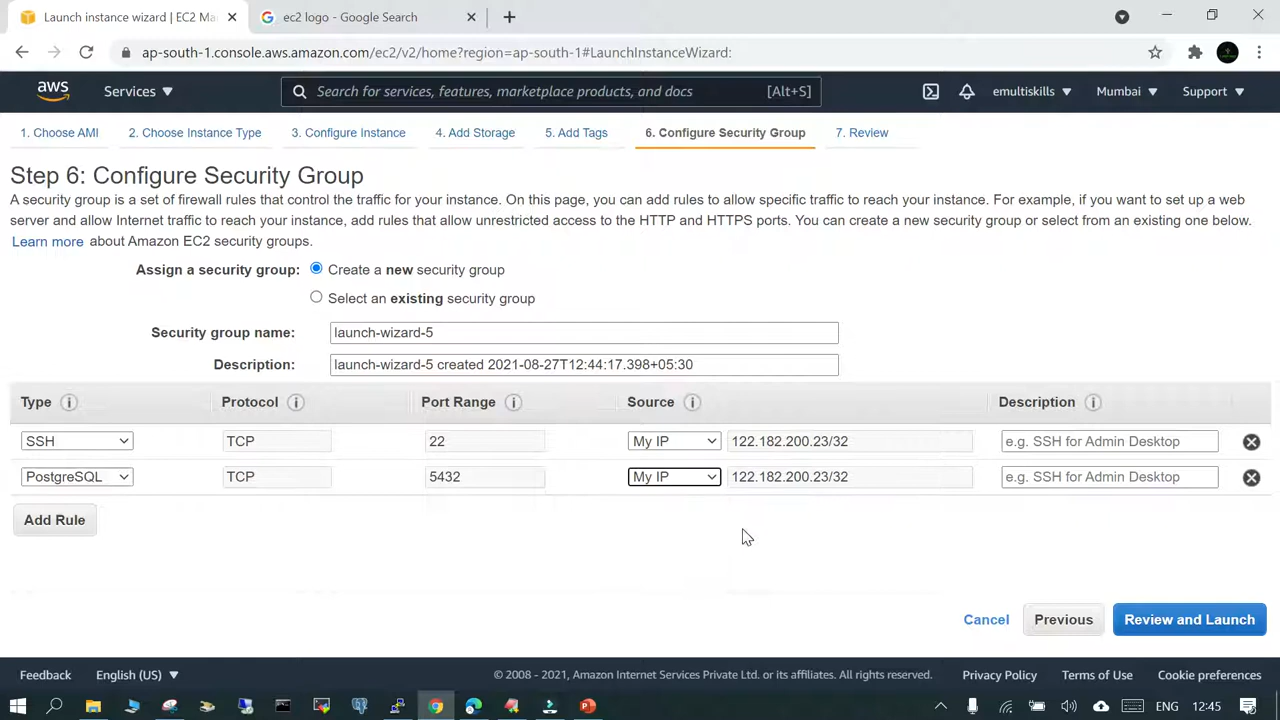 Launch instance wizard | EC2 Ma
ec2 logo - Google Search
ap-south-1.console.aws.amazon.com/ec2/v2/home?region=ap-south-1#LaunchInstanceWizard:
aws
Services
Search for services, features, marketplace products, and docs
[Alt+S]
emultiskills
Mumbai
Support
1. Choose AMI
2. Choose Instance Type
3. Configure Instance
4. Add Storage
5. Add Tags
6. Configure Security Group
7. Review
Step 6: Configure Security Group
A security group is a set of firewall rules that control the traffic for your instance. On this page, you can add rules to allow specific traffic to reach your instance. For example, if you want to set up a web
server and allow Internet traffic to reach your instance, add rules that allow unrestricted access to the HTTP and HTTPS ports. You can create a new security group or select from an existing one below.
Learn more about Amazon EC2 security groups.
Assign a security group: Create a new security group
Select an existing security group
Security group name: launch-wizard-5
Description: launch-wizard-5 created 2021-08-27T12:44:17.398+05:30
Type Protocol Port Range Source Description
SSH TCP 22 My IP 122.182.200.23/32 e.g. SSH for Admin Desktop
PostgreSQL TCP 5432 My IP 122.182.200.23/32 e.g. SSH for Admin Desktop
Add Rule
Cancel Previous Review and Launch
Feedback English (US) © 2008 - 2021, Amazon Internet Services Private Ltd. or its affiliates. All rights reserved. Privacy Policy Terms of Use Cookie preferences
ENG 12:45